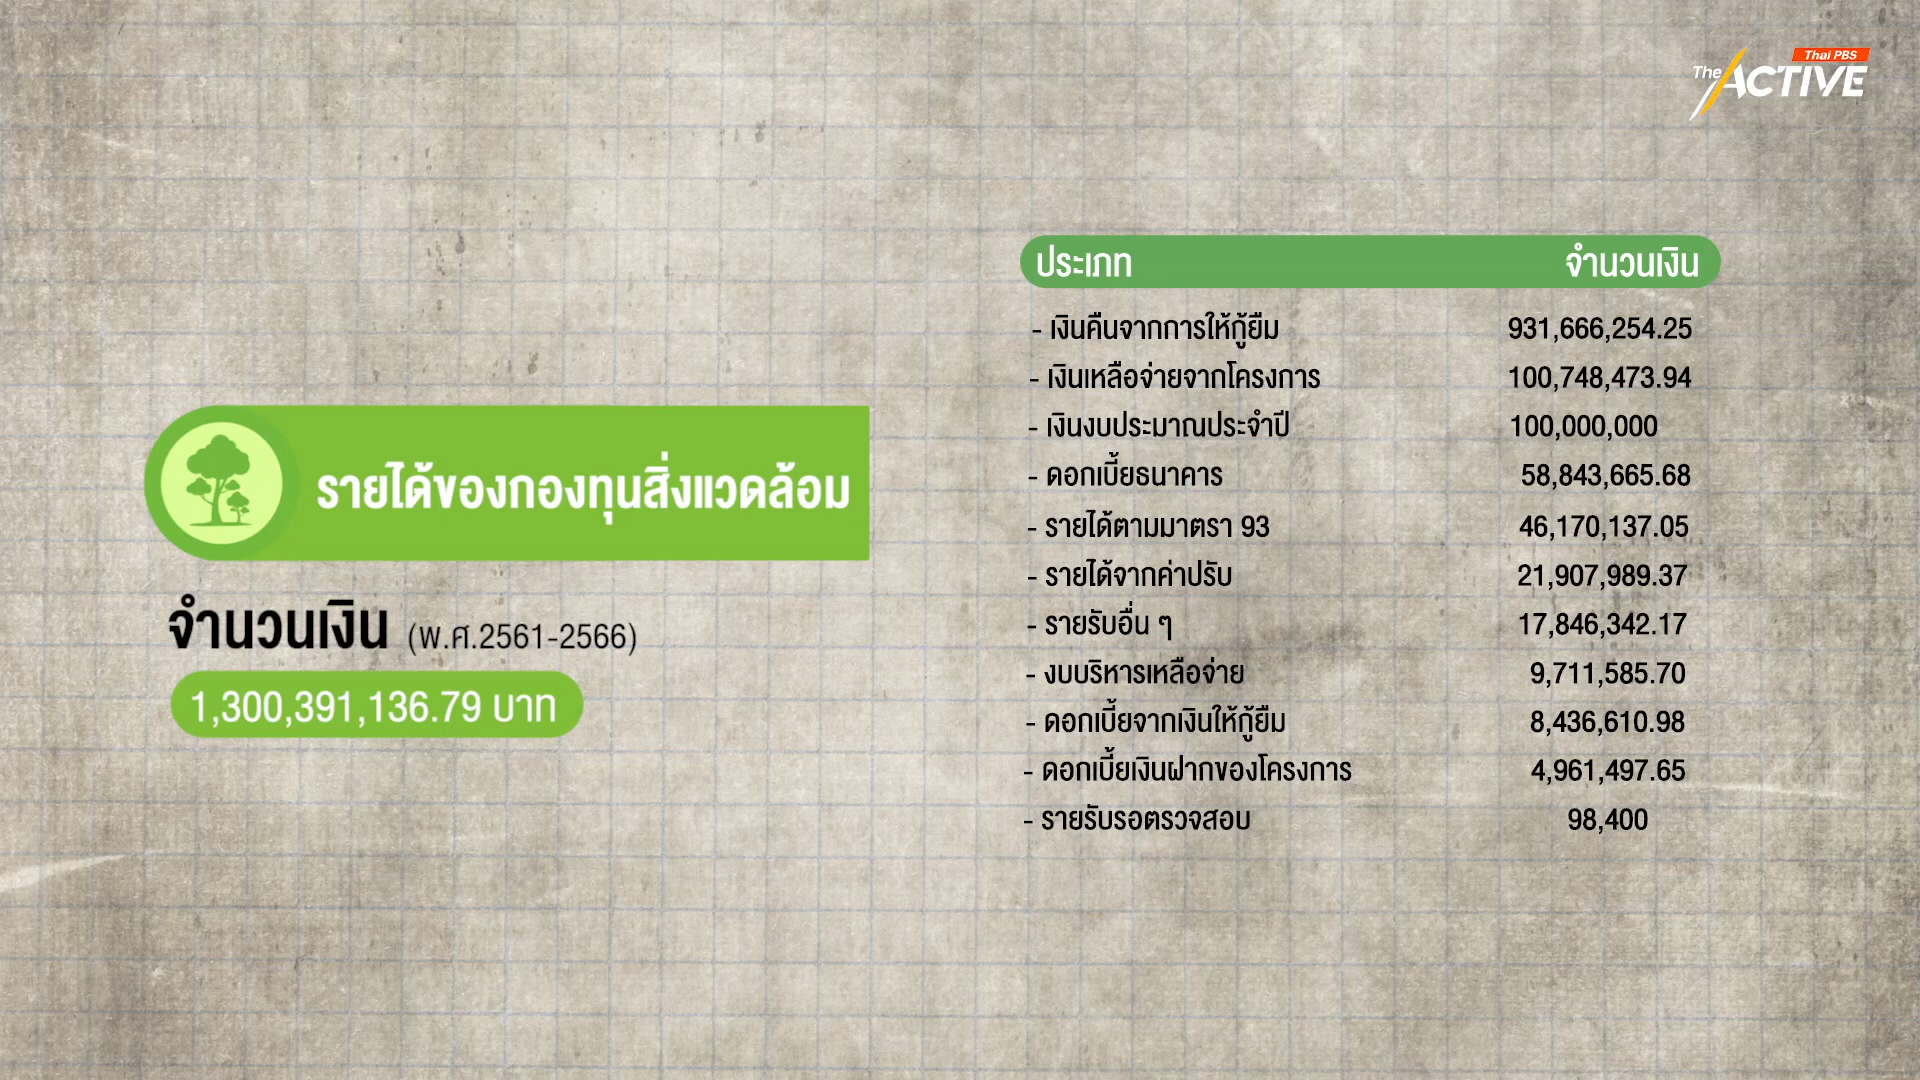 Thai PBS
The ACTIVE
รายได้ของกองทุนสิ่งแวดล้อม
จำนวนเงิน (พ.ศ.2561-2566)
1,300,391,136.79 บาท
ประเภท จำนวนเงิน
- เงินคืนจากการให้กู้ยืม 931,666,254.25
- เงินเหลือจ่ายจากโครงการ 100,748,473.94
- เงินงบประมาณประจำปี 100,000,000
- ดอกเบี้ยธนาคาร 58,843,665.68
- รายได้ตามมาตรา 93 46,170,137.05
- รายได้จากค่าปรับ 21,907,989.37
- รายรับอื่น ๆ 17,846,342.17
- งบบริหารเหลือจ่าย 9,711,585.70
- ดอกเบี้ยจากเงินให้กู้ยืม 8,436,610.98
- ดอกเบี้ยเงินฝากของโครงการ 4,961,497.65
- รายรับรอตรวจสอบ 98,400